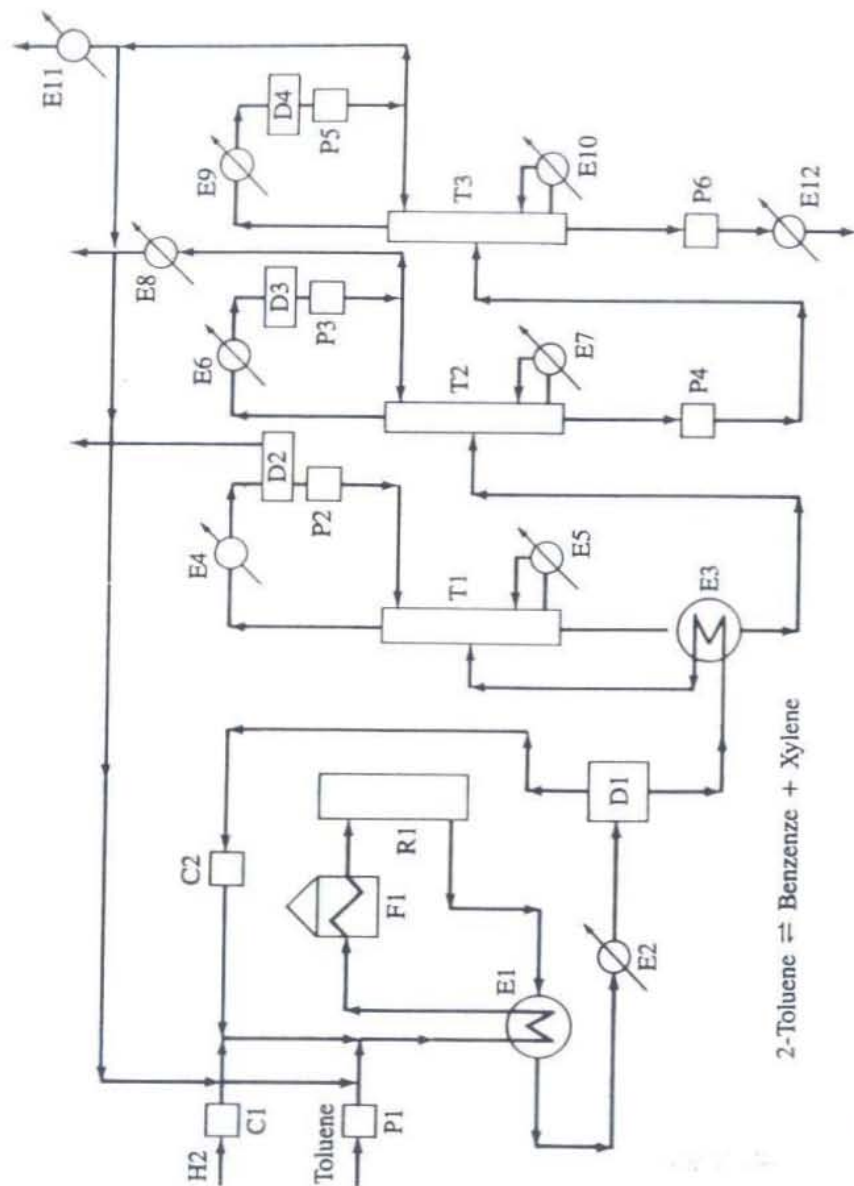 E11
E9
D4
P5
T3
E10
P6
E12
E8
E6
D3
P3
T2
E7
P4
D2
E4
P2
T1
E5
E3
C2
R1
F1
D1
E1
E2
H2
C1
Toluene
P1
2-Toluene ⇌ Benzenze + Xylene